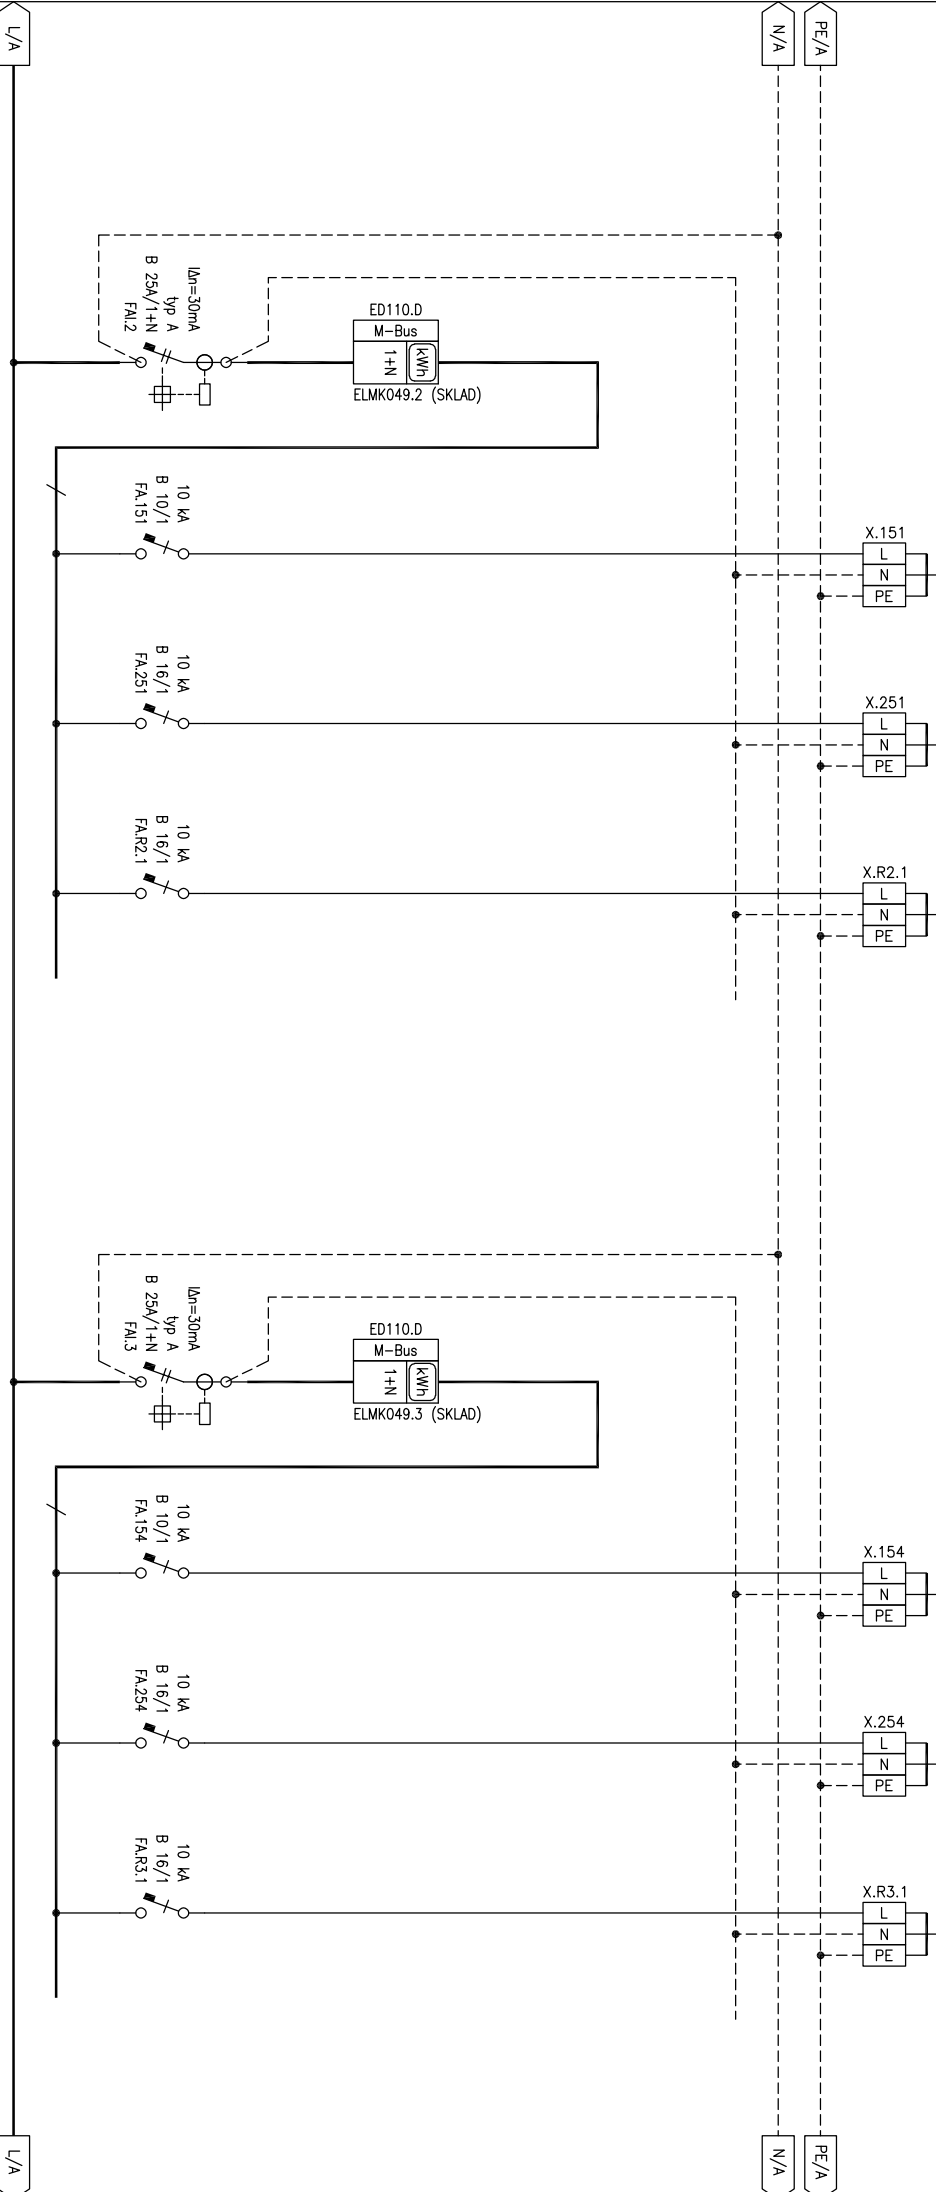 L/A
N/A
PE/A
IΔn=30mA
typ A
B 25A/1+N
FAI.2
ED110.D
M-Bus
kWh
1+N
ELMK049.2 (SKLAD)
10 kA
B 10/1
FA.151
X.151
L
N
PE
10 kA
B 16/1
FA.251
X.251
L
N
PE
10 kA
B 16/1
FA.R2.1
X.R2.1
L
N
PE
IΔn=30mA
typ A
B 25A/1+N
FAI.3
ED110.D
M-Bus
kWh
1+N
ELMK049.3 (SKLAD)
10 kA
B 10/1
FA.154
X.154
L
N
PE
10 kA
B 16/1
FA.254
X.254
L
N
PE
10 kA
B 16/1
FA.R3.1
X.R3.1
L
N
PE
L/A
N/A
PE/A